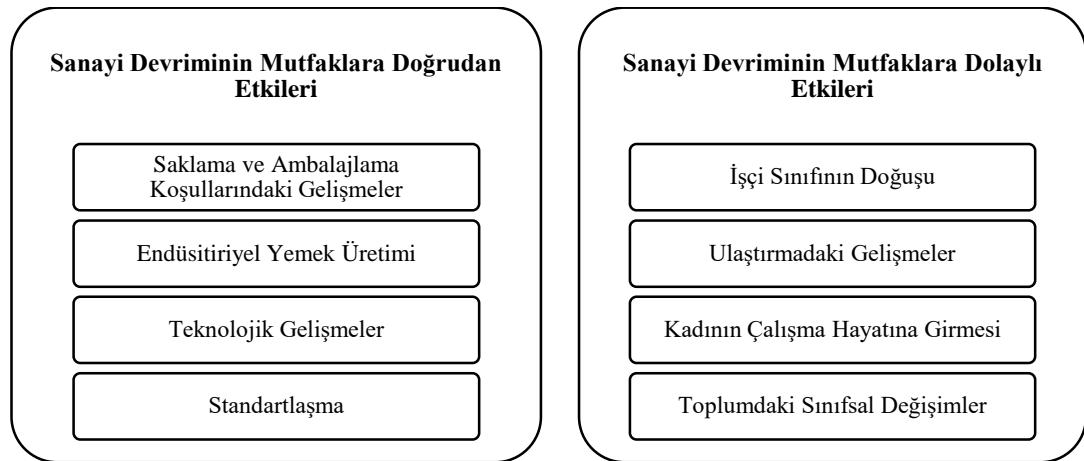 Sanayi Devriminin Mutfaklara Doğrudan
Etkileri
Saklama ve Ambalajlama
Koşullarındaki Gelişmeler
Endüsitiriyel Yemek Üretimi
Teknolojik Gelişmeler
Standartlaşma
Sanayi Devriminin Mutfaklara Dolaylı
Etkileri
İşçi Sınıfının Doğuşu
Ulaştırmadaki Gelişmeler
Kadının Çalışma Hayatına Girmesi
Toplumdaki Sınıfsal Değişimler